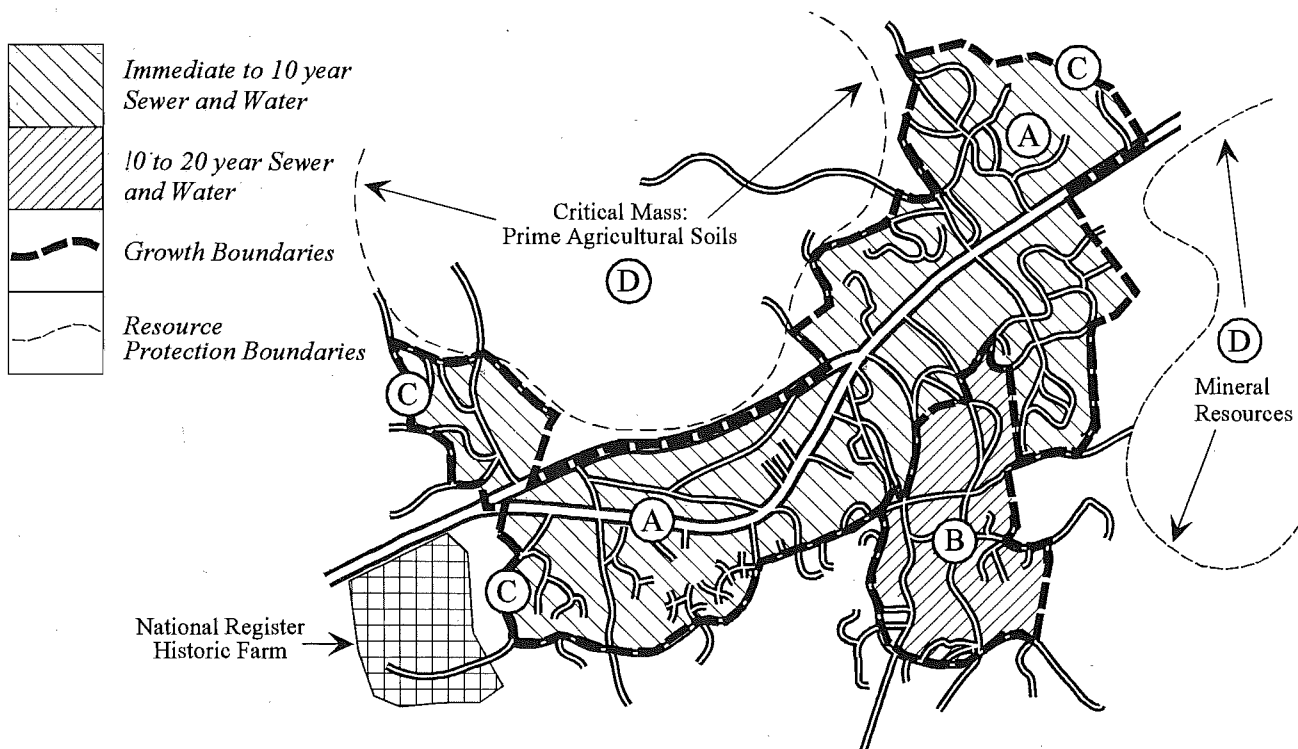 Immediate to 10 year
Sewer and Water
!0 to 20 year Sewer
and Water
Growth Boundaries
Resource
Protection Boundaries
C
A
Critical Mass:
Prime Agricultural Soils
D
D
Mineral
Resources
C
A
B
C
National Register
Historic Farm